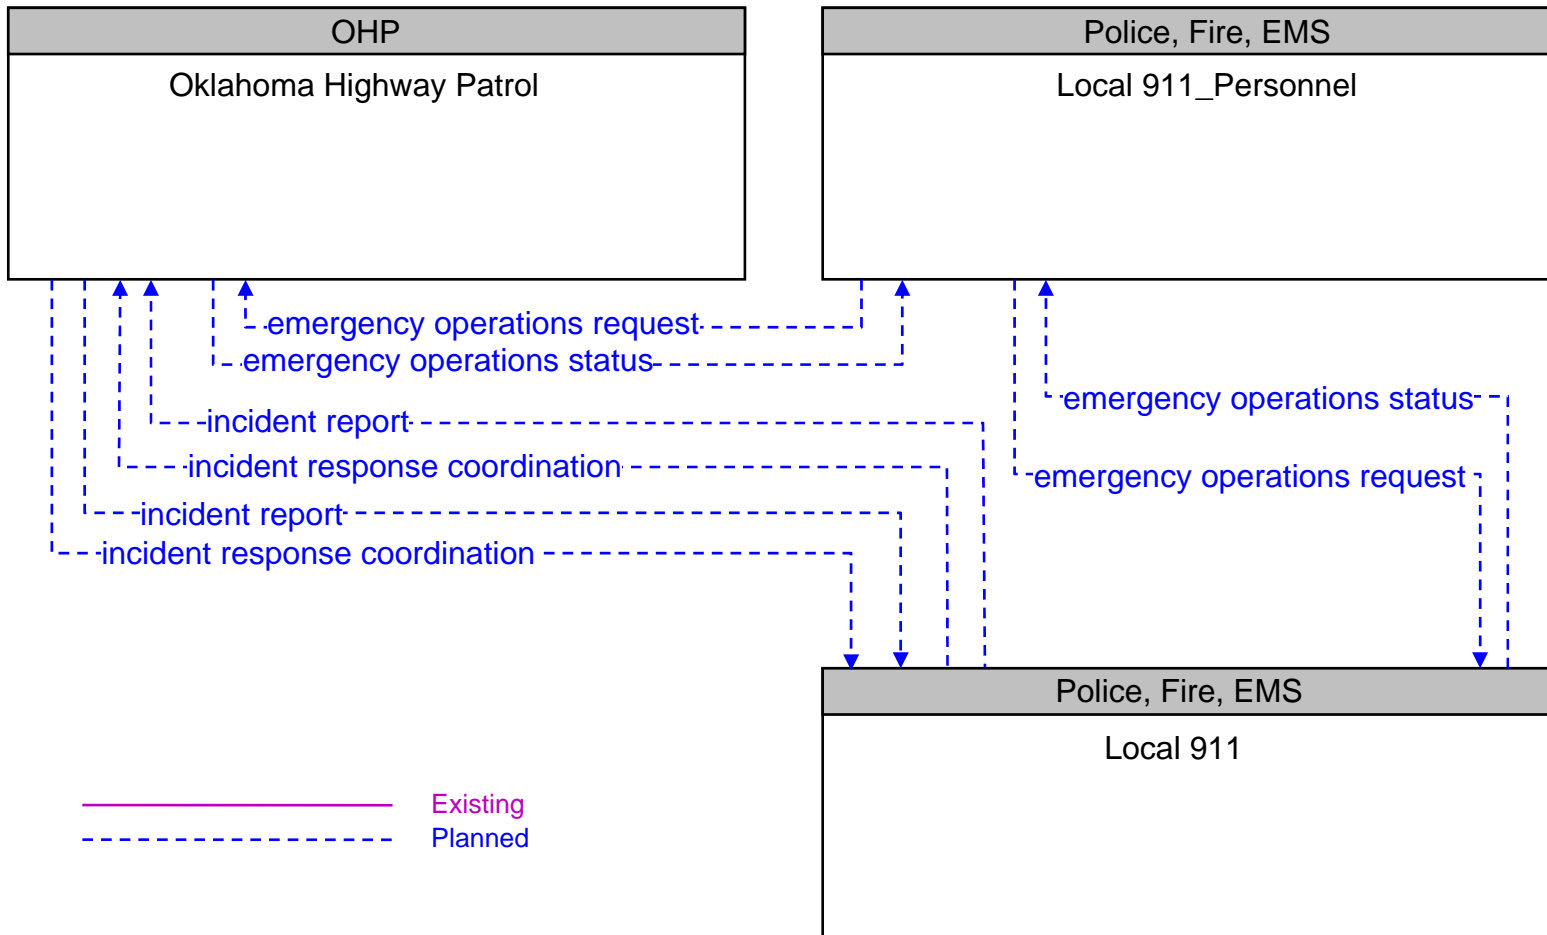 OHP
Oklahoma Highway Patrol
Police, Fire, EMS
Local 911_Personnel
emergency operations request
emergency operations status
incident report
incident response coordination
incident report
incident response coordination
emergency operations status
emergency operations request
Police, Fire, EMS
Local 911
Existing
Planned